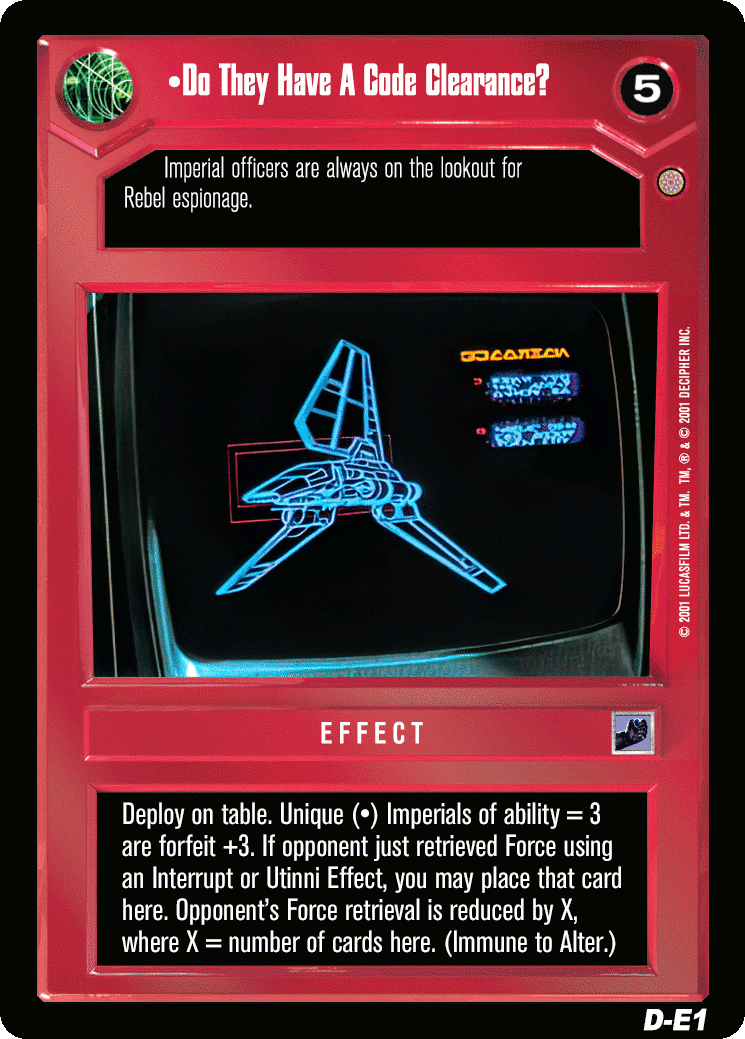 •Do They Have A Code Clearance?
5
Imperial officers are always on the lookout for
Rebel espionage.
© 2001 LUCASFILM LTD. & TM. TM, ® & © 2001 DECIPHER INC.
EFFECT
Deploy on table. Unique (•) Imperials of ability = 3
are forfeit +3. If opponent just retrieved Force using
an Interrupt or Utinni Effect, you may place that card
here. Opponent's Force retrieval is reduced by X,
where X = number of cards here. (Immune to Alter.)
D-E1